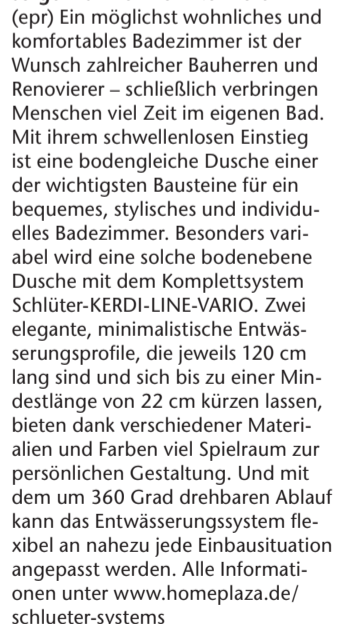 (epr) Ein möglichst wohnliches und
komfortables Badezimmer ist der
Wunsch zahlreicher Bauherren und
Renovierer – schließlich verbringen
Menschen viel Zeit im eigenen Bad.
Mit ihrem schwellenlosen Einstieg
ist eine bodengleiche Dusche einer
der wichtigsten Bausteine für ein
bequemes, stylisches und individu-
elles Badezimmer. Besonders vari-
abel wird eine solche bodenebene
Dusche mit dem Komplettsystem
Schlüter-KERDI-LINE-VARIO. Zwei
elegante, minimalistische Entwäs-
serungsprofile, die jeweils 120 cm
lang sind und sich bis zu einer Min-
destlänge von 22 cm kürzen lassen,
bieten dank verschiedener Materi-
alien und Farben viel Spielraum zur
persönlichen Gestaltung. Und mit
dem um 360 Grad drehbaren Ablauf
kann das Entwässerungssystem fle-
xibel an nahezu jede Einbausituation
angepasst werden. Alle Informati-
onen unter www.homeplaza.de/
schlueter-systems